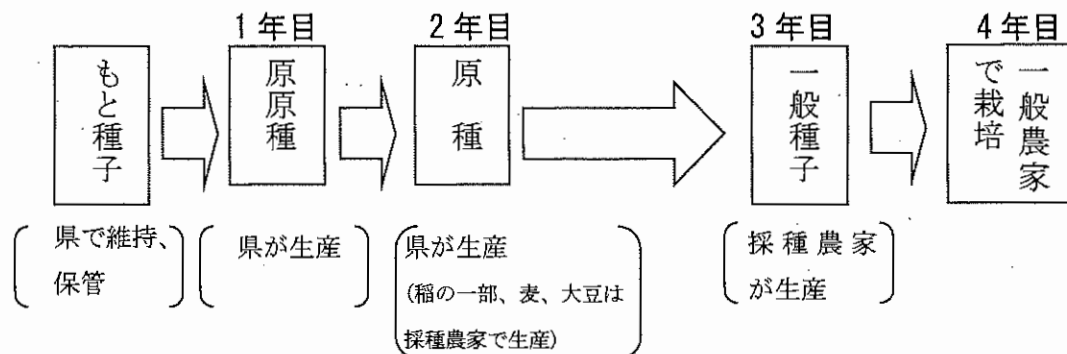 1年目
2年目
3年目
4年目
もと種子
原原種
原種
一般種子
一般農家
で栽培
県で維持、
保管
県が生産
県が生産
(稲の一部、麦、大豆は
採種農家で生産)
採種農家
が生産